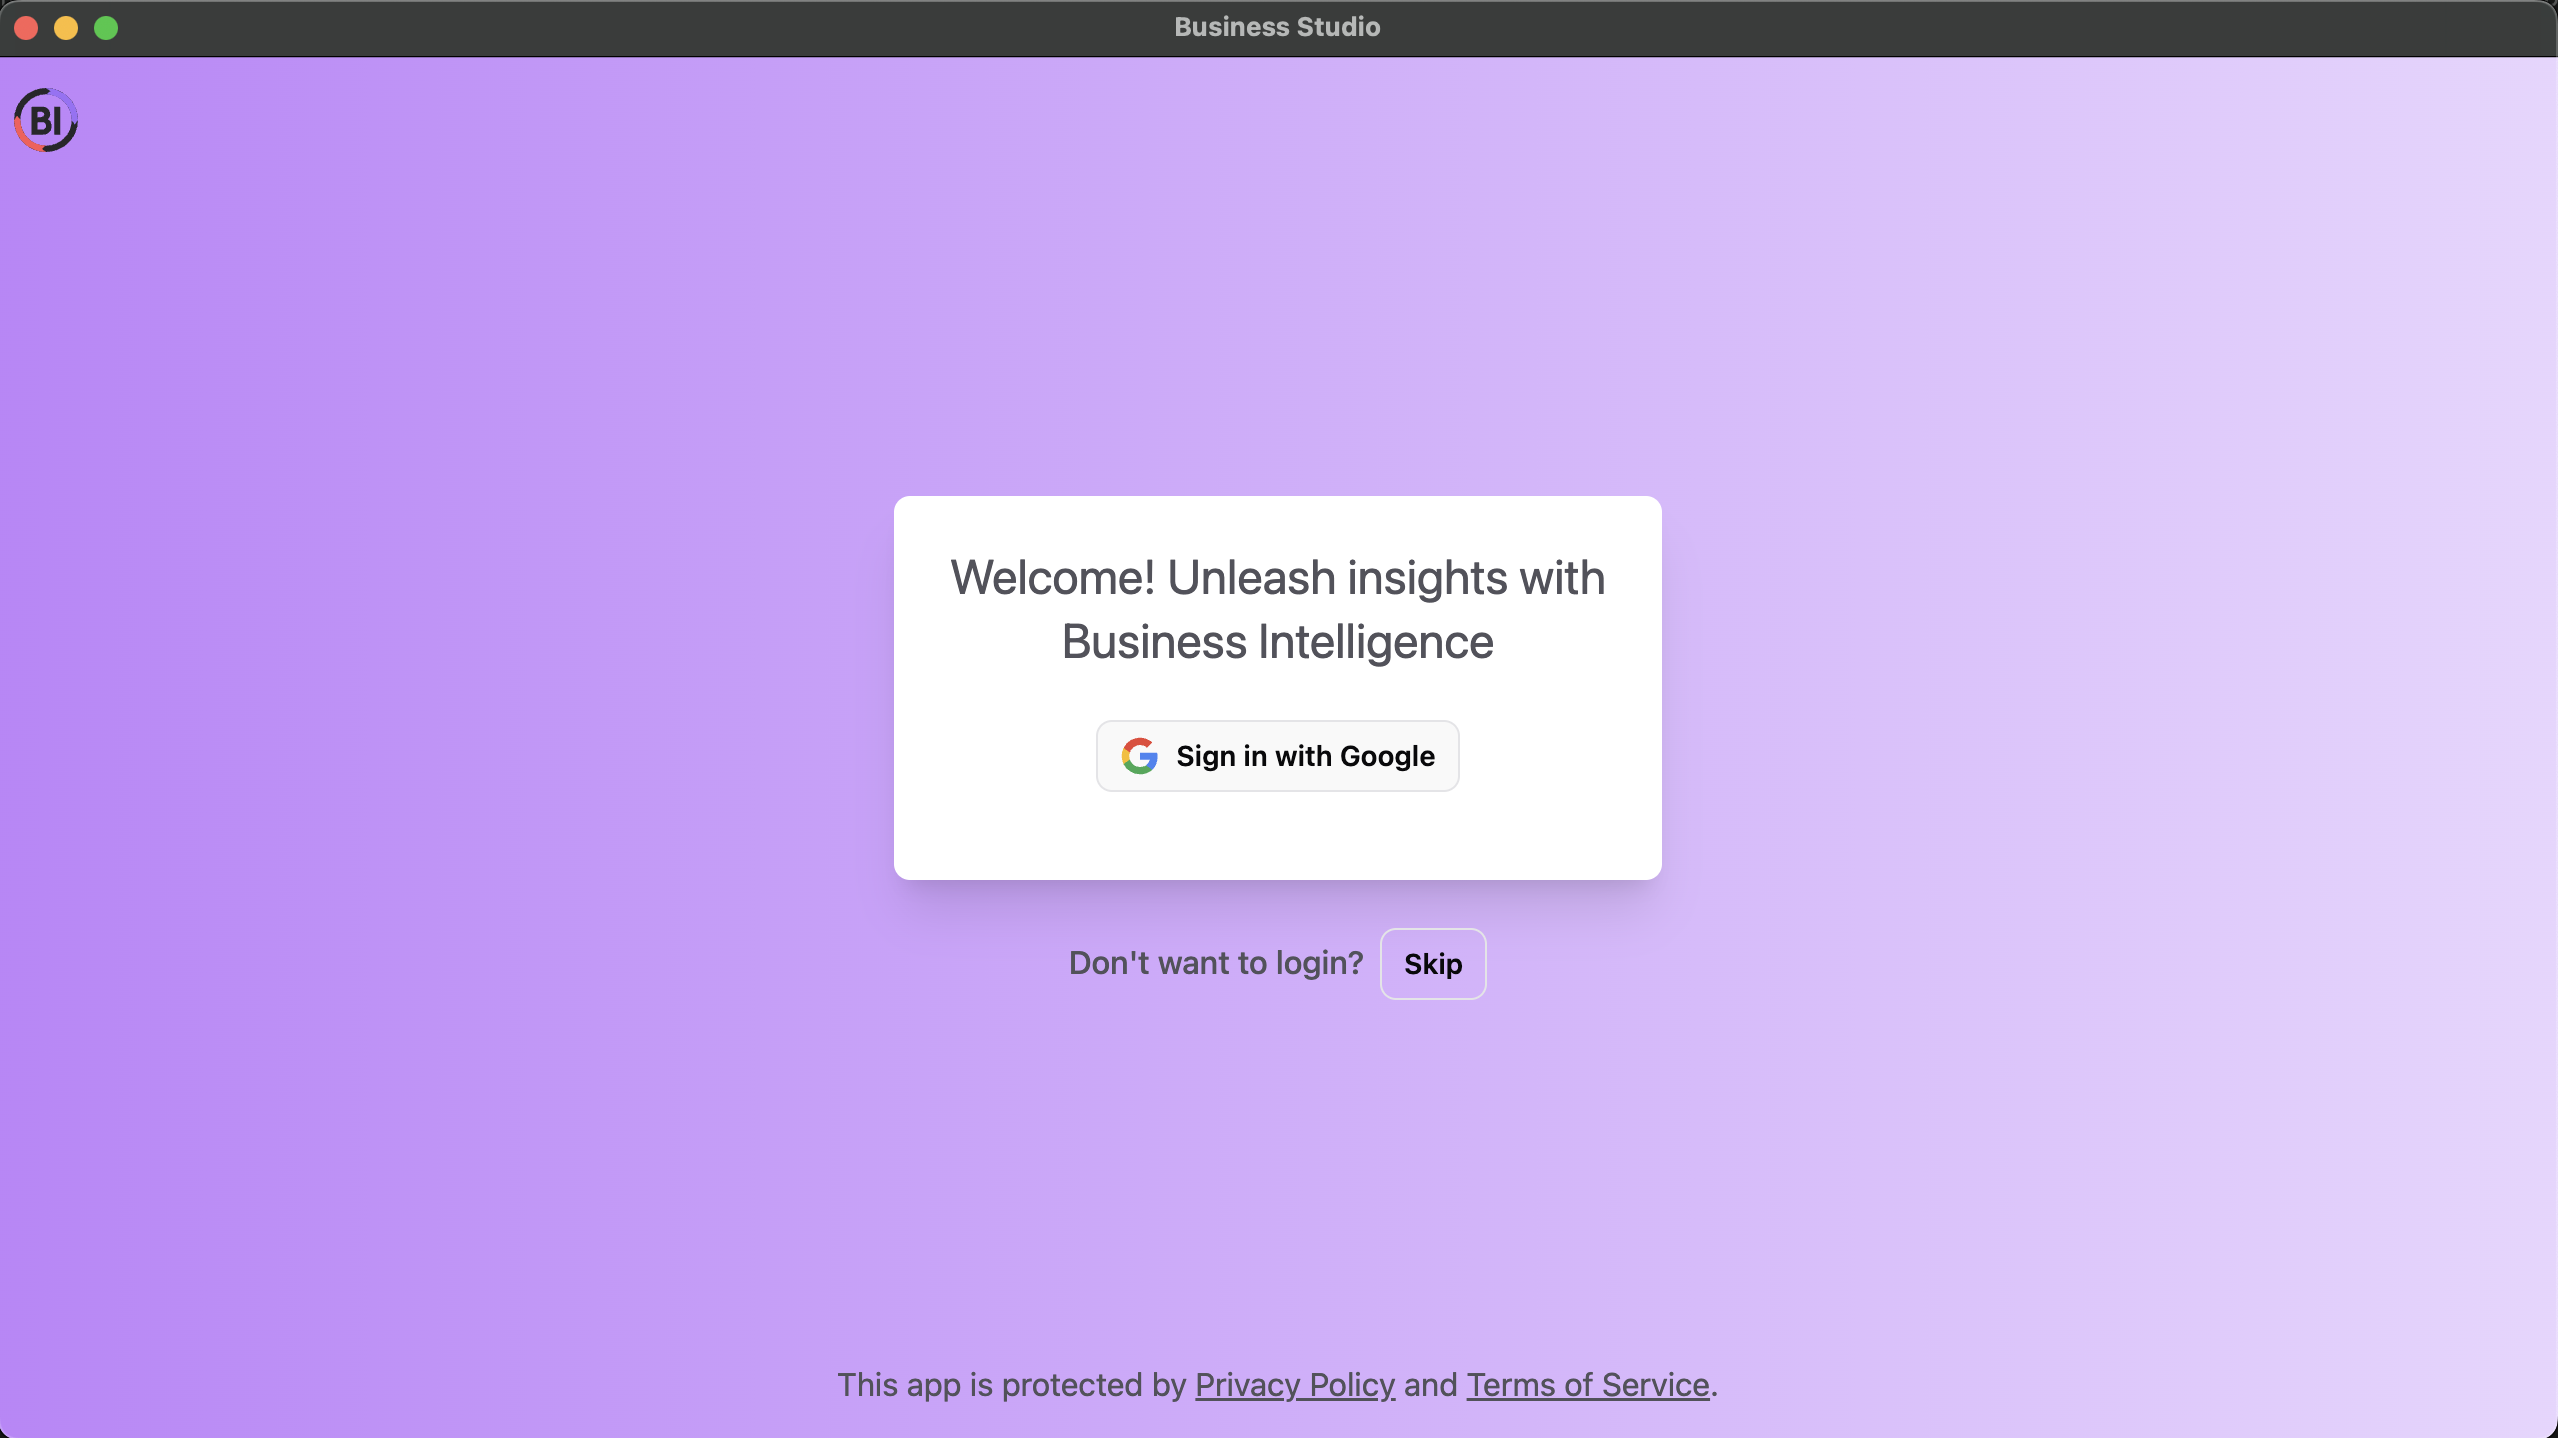 Business Studio
BI
Welcome! Unleash insights with
Business Intelligence
Sign in with Google
Don't want to login? Skip
This app is protected by Privacy Policy and Terms of Service.